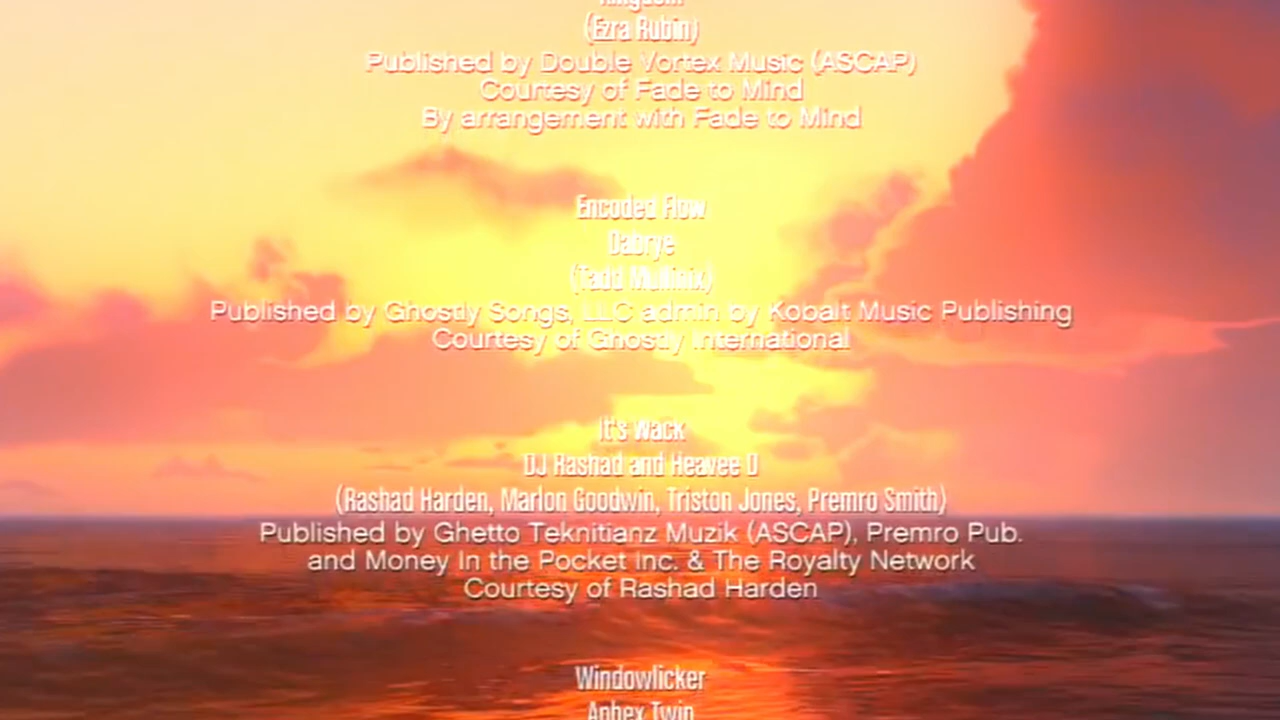 Kingdom
(Ezra Rubin)
Published by Double Vortex Music (ASCAP)
Courtesy of Fade to Mind
By arrangement with Fade to Mind
Encoded Flow
Dabrye
(Tadd Mullinix)
Published by Ghostly Songs, LLC admin by Kobalt Music Publishing
Courtesy of Ghostly International
It's Wack
DJ Rashad and Heavee D
(Rashad Harden, Marlon Goodwin, Triston Jones, Premro Smith)
Published by Ghetto Teknitianz Muzik (ASCAP), Premro Pub.
and Money In the Pocket Inc. & The Royalty Network
Courtesy of Rashad Harden
Windowlicker
Aphex Twin